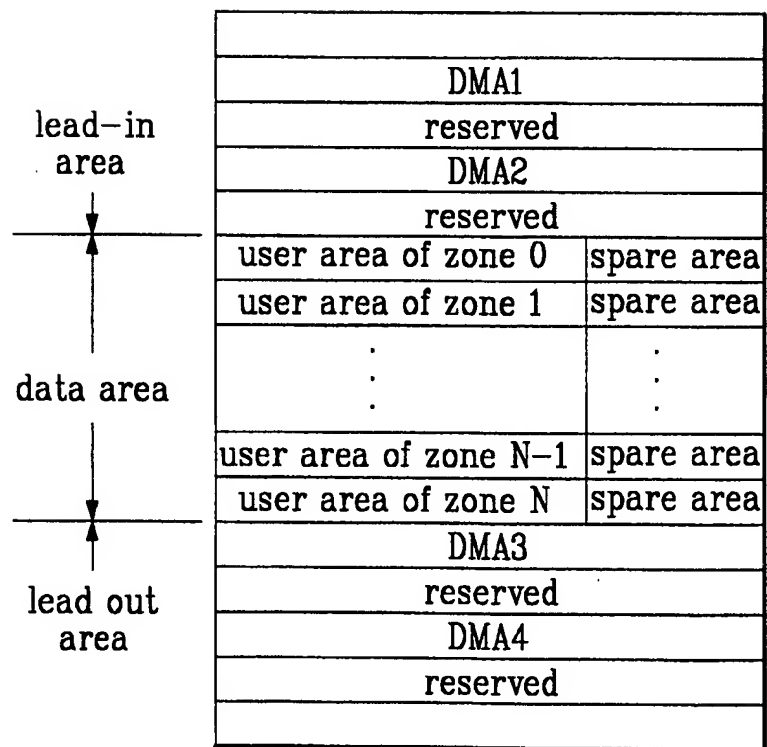 DMA1
lead-in
area
reserved
DMA2
reserved
user area of zone 0 spare area
user area of zone 1 spare area
data area
user area of zone N-1 spare area
user area of zone N spare area
DMA3
lead out
area
reserved
DMA4
reserved